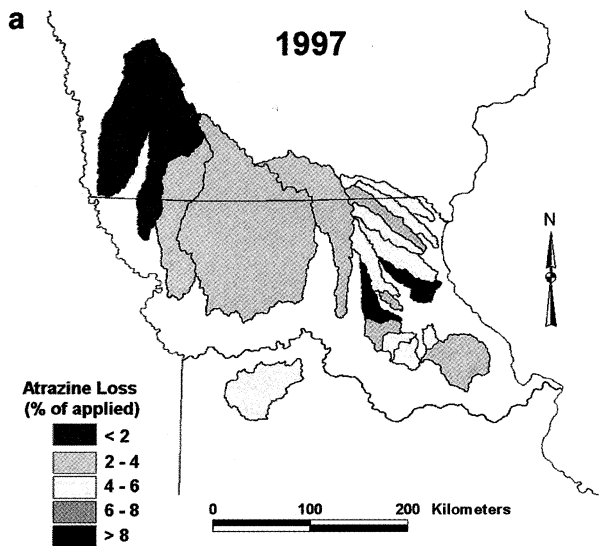 a
1997
N
Atrazine Loss
(% of applied)
< 2
2 - 4
4 - 6
6 - 8
> 8
0 100 200 Kilometers